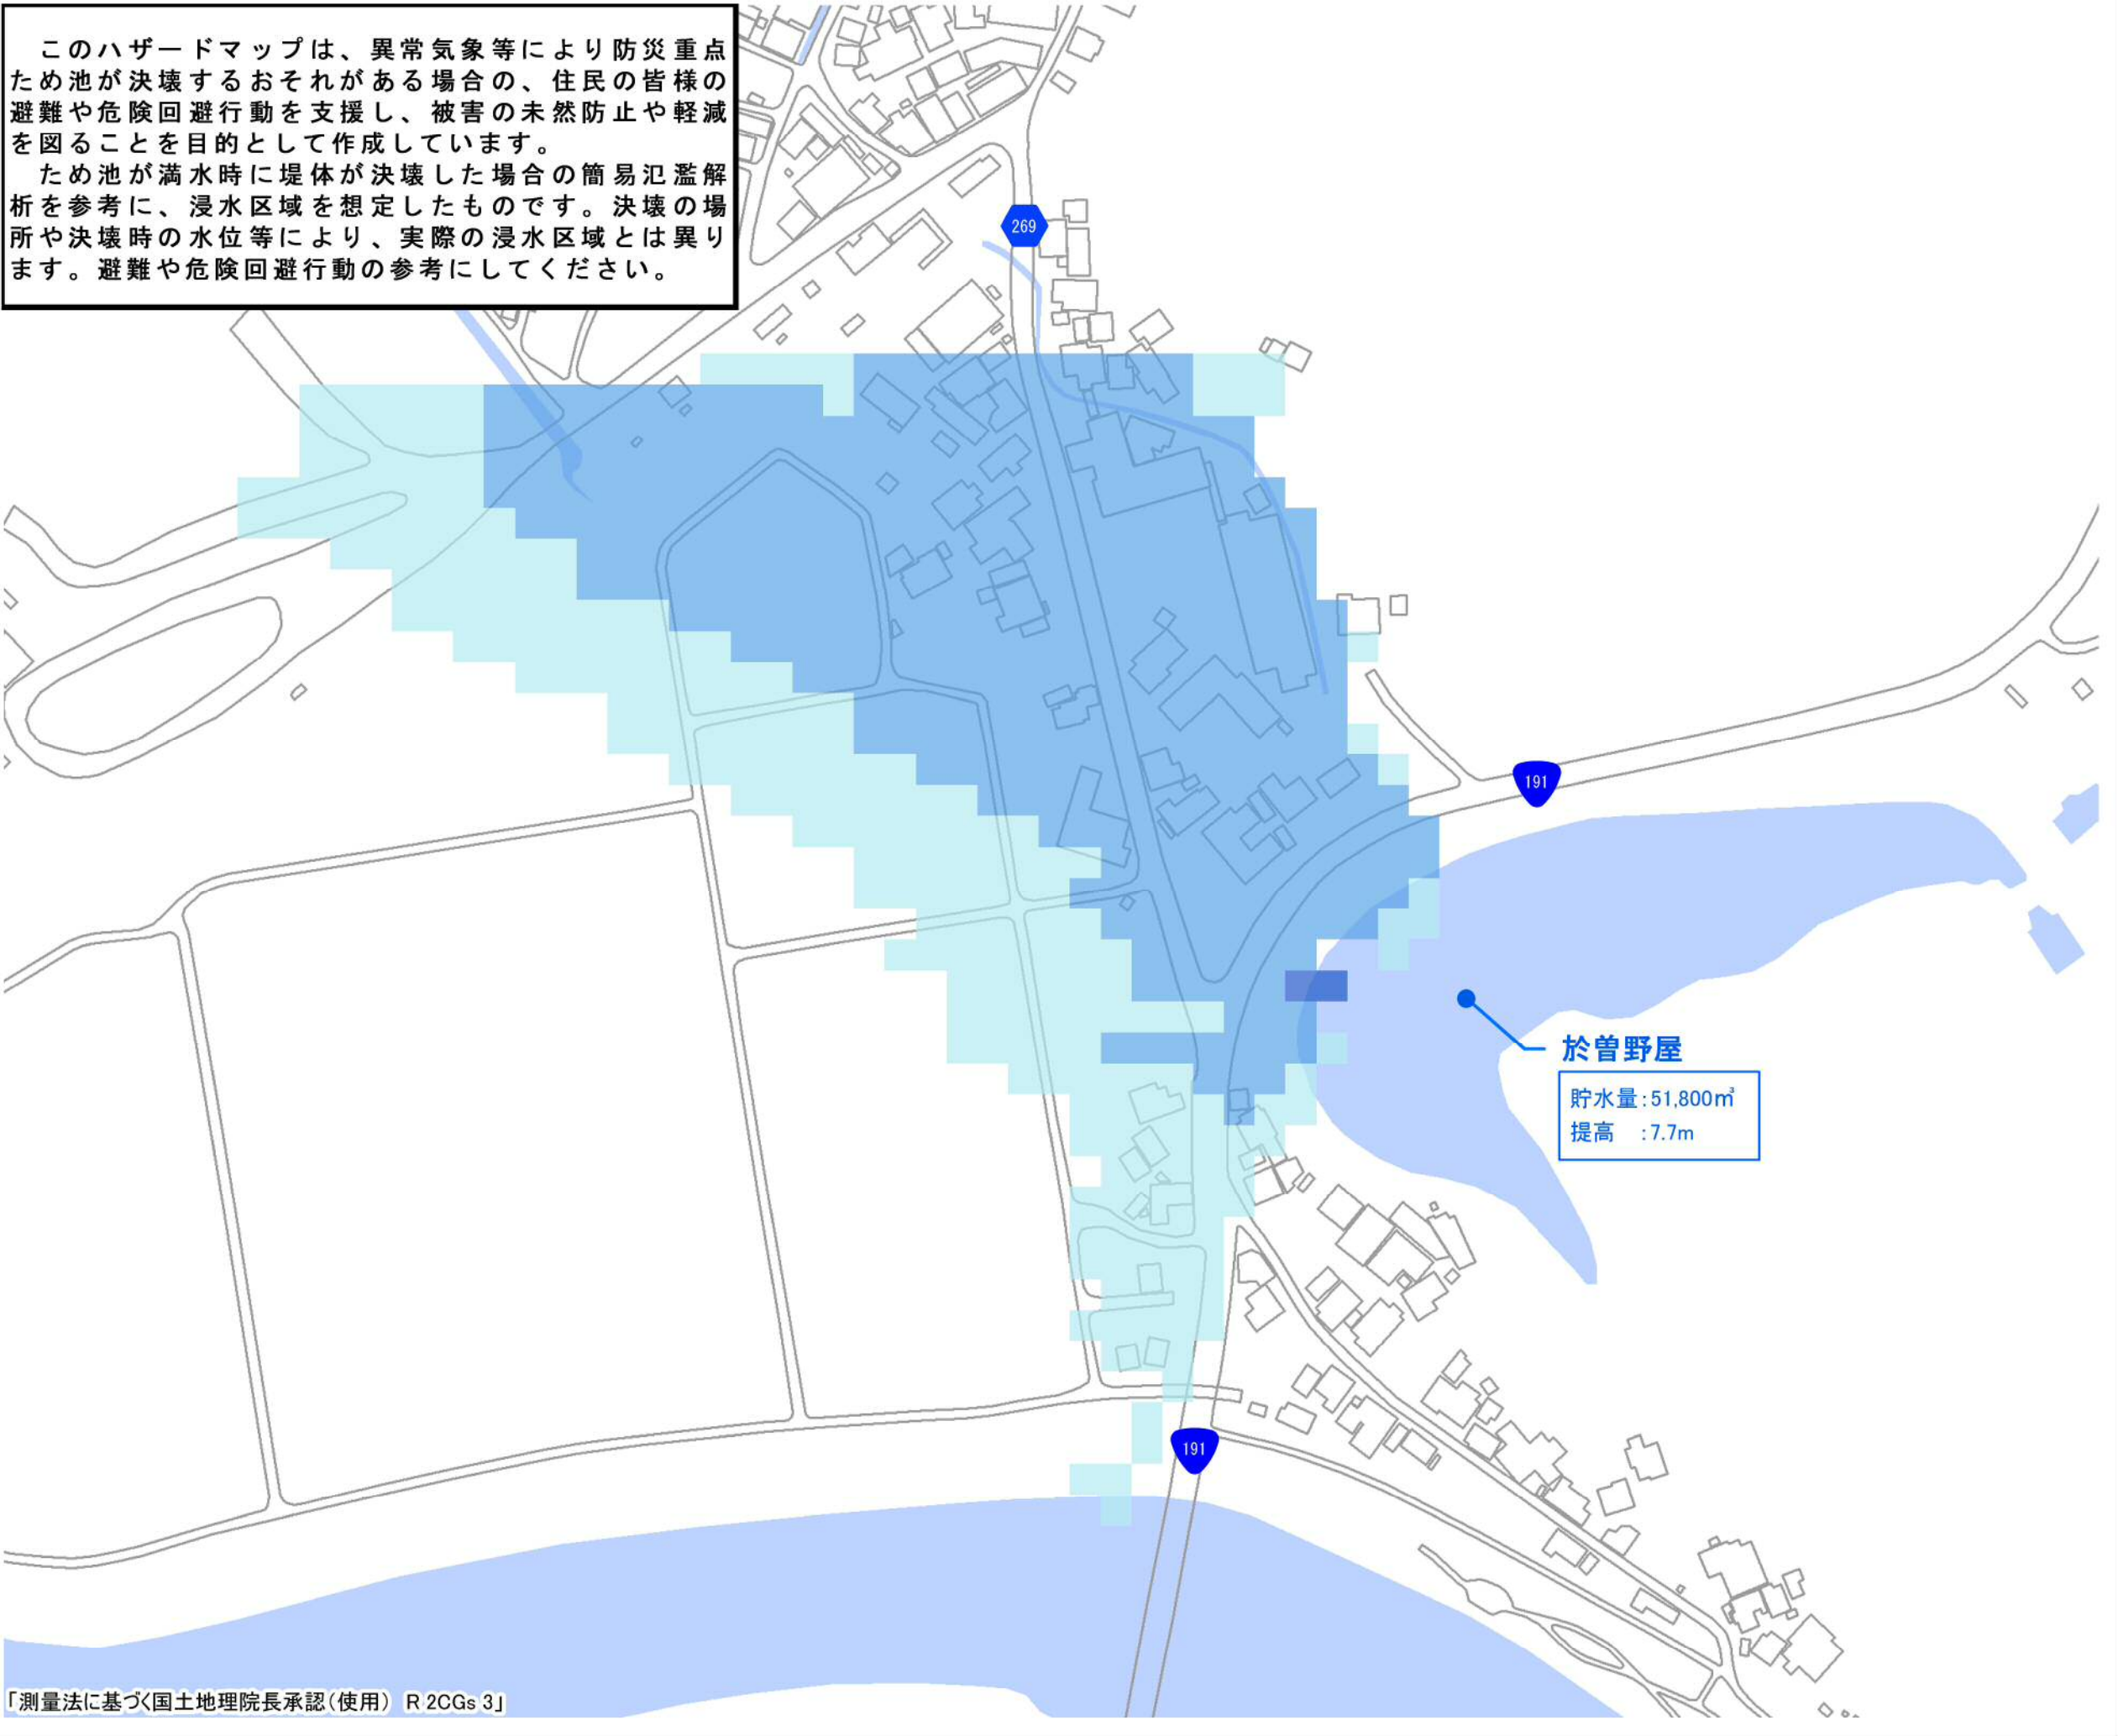 このハザードマップは、異常気象等により防災重点
ため池が決壊するおそれがある場合の、住民の皆様の
避難や危険回避行動を支援し、被害の未然防止や軽減
を図ることを目的として作成しています。
ため池が満水時に堤体が決壊した場合の簡易氾濫解
析を参考に、浸水区域を想定したものです。決壊の場
所や決壊時の水位等により、実際の浸水区域とは異り
ます。避難や危険回避行動の参考にしてください。
269
191
於曽野屋
貯水量:51,800㎥
提高 :7.7m
191
「測量法に基づく国土地理院長承認(使用) R 2CGs 3」